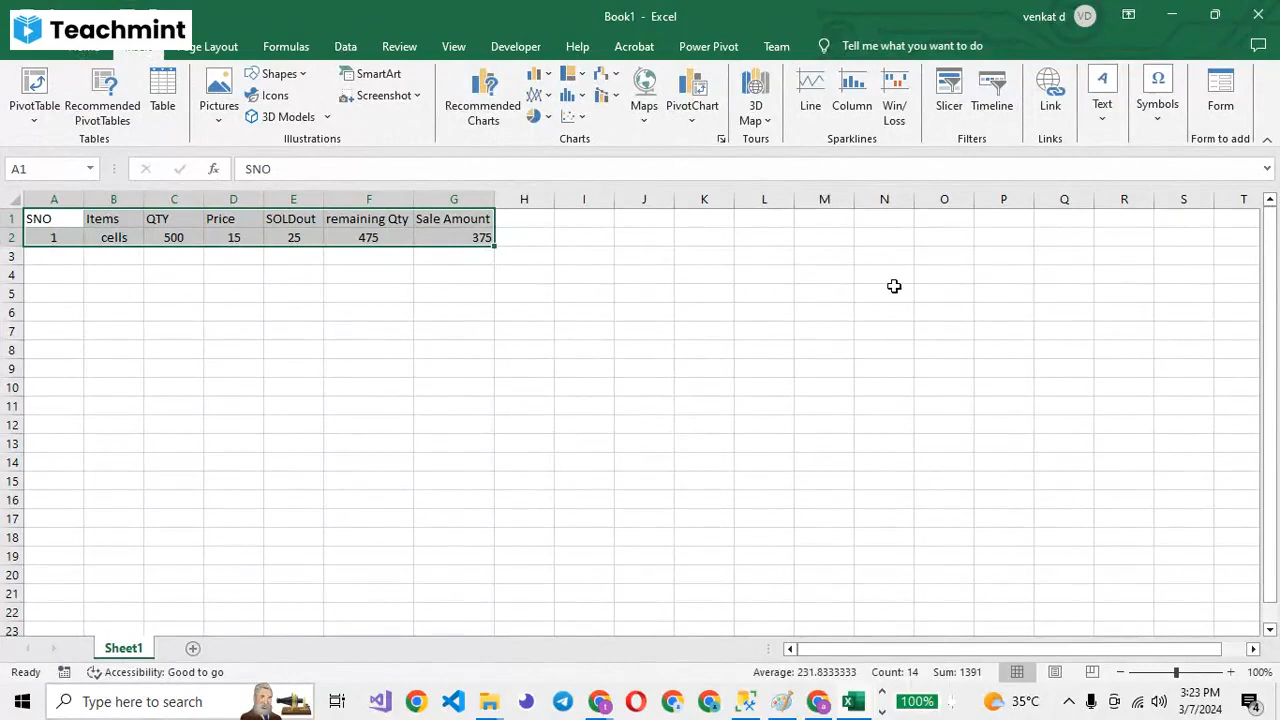 Teachmint
Book1 - Excel
venkat d
VD
Page Layout
Formulas
Data
Review
View
Developer
Help
Acrobat
Power Pivot
Team
Tell me what you want to do
PivotTable
Recommended
PivotTables
Table
Tables
Pictures
Shapes
Icons
3D Models
SmartArt
Screenshot
Illustrations
Recommended
Charts
Maps
PivotChart
Charts
3D
Map
Tours
Line
Column
Win/
Loss
Sparklines
Slicer
Timeline
Filters
Link
Links
Text
Symbols
Form
Form to add
A1
fx
SNO
A B C D E F G H I J K L M N O P Q R S T
1 SNO Items QTY Price SOLDout remaining Qty Sale Amount
2 1 cells 500 15 25 475 375
3
4
5
6
7
8
9
10
11
12
13
14
15
16
17
18
19
20
21
22
23
Sheet1
Ready
Accessibility: Good to go
Average: 231.8333333 Count: 14 Sum: 1391
100%
Type here to search
100%
35°C
3:23 PM
3/7/2024
4